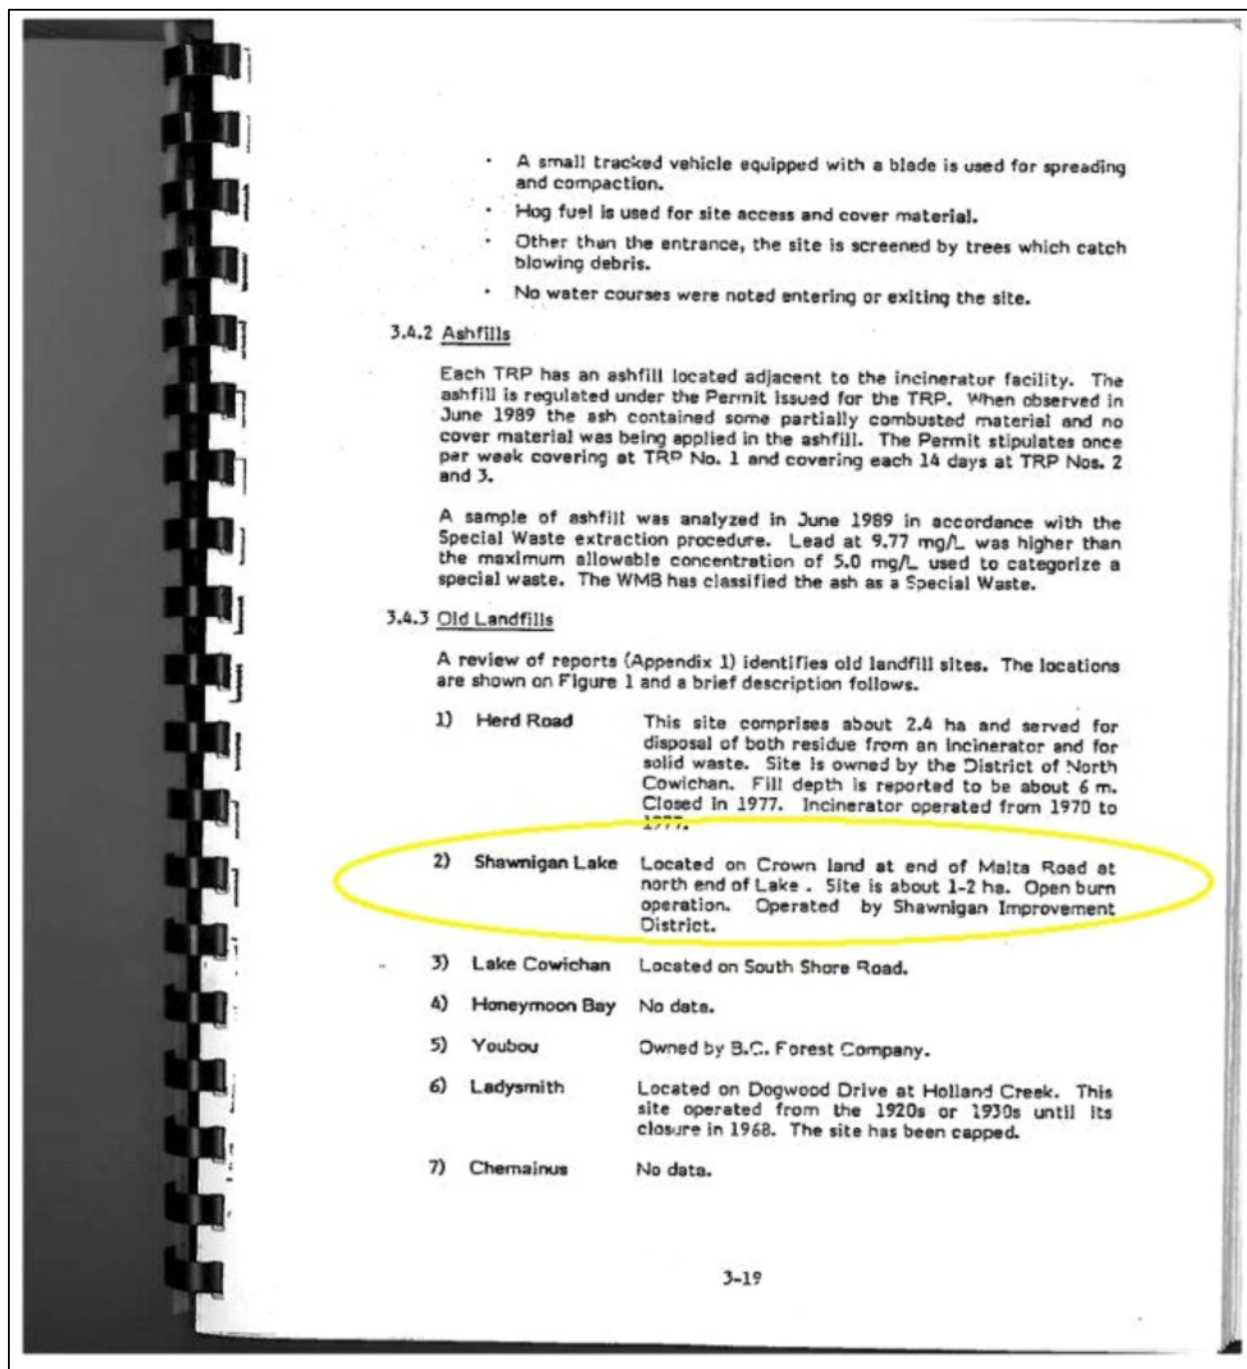 · A small tracked vehicle equipped with a blade is used for spreading
and compaction.
· Hog fuel is used for site access and cover material.
· Other than the entrance, the site is screened by trees which catch
blowing debris.
· No water courses were noted entering or exiting the site.
3.4.2 Ashfills
Each TRP has an ashfill located adjacent to the incinerator facility. The
ashfill is regulated under the Permit issued for the TRP. When observed in
June 1989 the ash contained some partially combusted material and no
cover material was being applied in the ashfill. The Permit stipulates once
per week covering at TRP No. 1 and covering each 14 days at TRP Nos. 2
and 3.
A sample of ashfill was analyzed in June 1989 in accordance with the
Special Waste extraction procedure. Lead at 9.77 mg/L was higher than
the maximum allowable concentration of 5.0 mg/L used to categorize a
special waste. The WMB has classified the ash as a Special Waste.
3.4.3 Old Landfills
A review of reports (Appendix 1) identifies old landfill sites. The locations
are shown on Figure 1 and a brief description follows.
1) Herd Road This site comprises about 2.4 ha and served for
disposal of both residue from an incinerator and for
solid waste. Site is owned by the District of North
Cowichan. Fill depth is reported to be about 6 m.
Closed in 1977. Incinerator operated from 1970 to
1977.
2) Shawnigan Lake Located on Crown land at end of Malta Road at
north end of Lake . Site is about 1-2 ha. Open burn
operation. Operated by Shawnigan Improvement
District.
3) Lake Cowichan Located on South Shore Road.
4) Honeymoon Bay No data.
5) Youbou Owned by B.C. Forest Company.
6) Ladysmith Located on Dogwood Drive at Holland Creek. This
site operated from the 1920s or 1930s until its
closure in 1968. The site has been capped.
7) Chemainus No data.
3-19